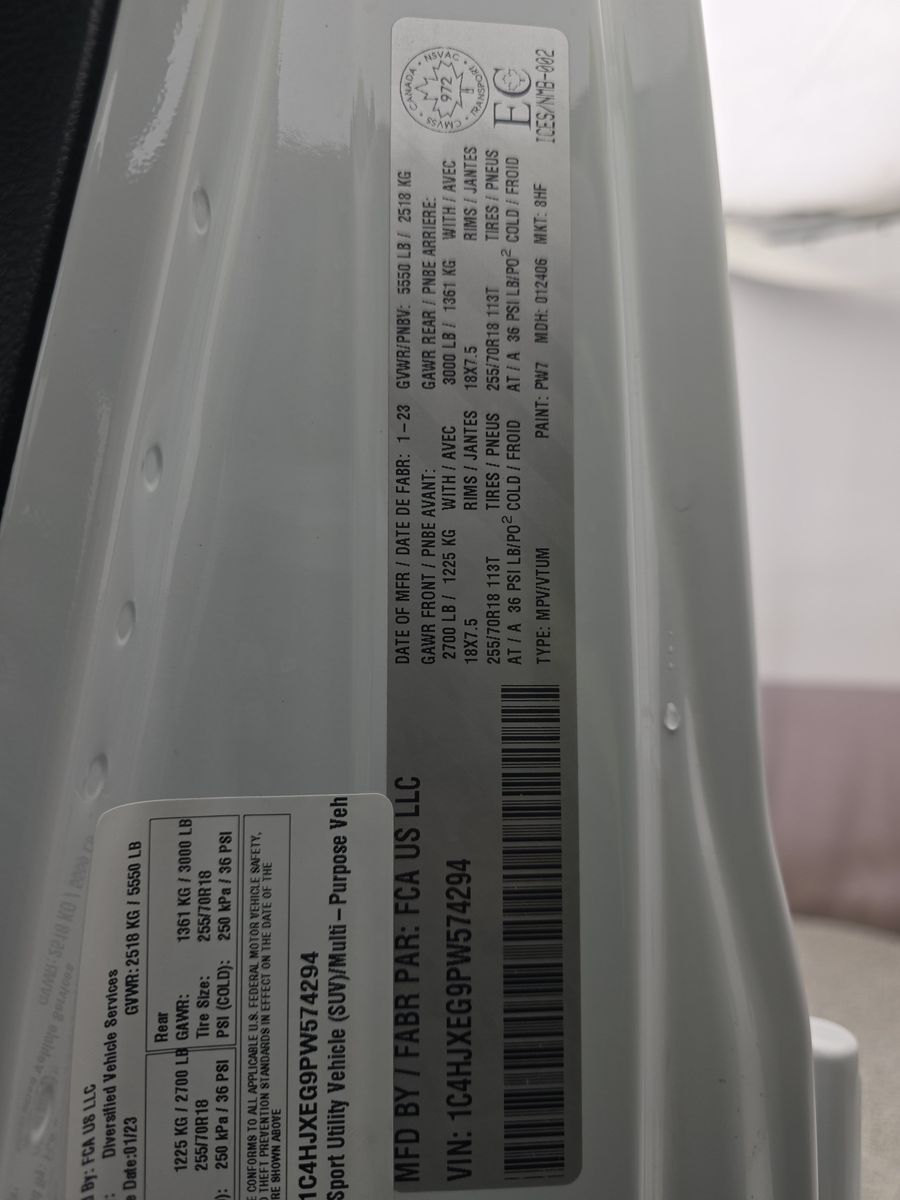 MFD BY / FABR PAR: FCA US LLC
VIN: 1C4HJXEG9PW574294
DATE OF MFR / DATE DE FABR: 1-23 GVWR/PNBV: 5550 LB / 2518 KG
GAWR FRONT / PNBE AVANT: GAWR REAR / PNBE ARRIERE:
2700 LB / 1225 KG WITH / AVEC 3000 LB / 1361 KG WITH / AVEC
18X7.5 RIMS / JANTES 18X7.5 RIMS / JANTES
255/70R18 113T TIRES / PNEUS 255/70R18 113T TIRES / PNEUS
AT / A 36 PSI LB/PO² COLD / FROID AT / A 36 PSI LB/PO² COLD / FROID
TYPE: MPV/VTUM PAINT: PW7 MDH: 012406 MKT: 8HF
CANADA · NSVAC · TRANSPORT · CMVSS
972
EC
ICES/NMB-002
By: FCA US LLC
: Diversified Vehicle Services
e Date:01/23 GVWR: 2518 KG / 5550 LB
Rear
1225 KG / 2700 LB GAWR: 1361 KG / 3000 LB
255/70R18 Tire Size: 255/70R18
): 250 kPa / 36 PSI PSI (COLD): 250 kPa / 36 PSI
E CONFORMS TO ALL APPLICABLE U.S. FEDERAL MOTOR VEHICLE SAFETY,
THEFT PREVENTION STANDARDS IN EFFECT ON THE DATE OF THE
RE SHOWN ABOVE
1C4HJXEG9PW574294
Sport Utility Vehicle (SUV)/Multi-Purpose Veh